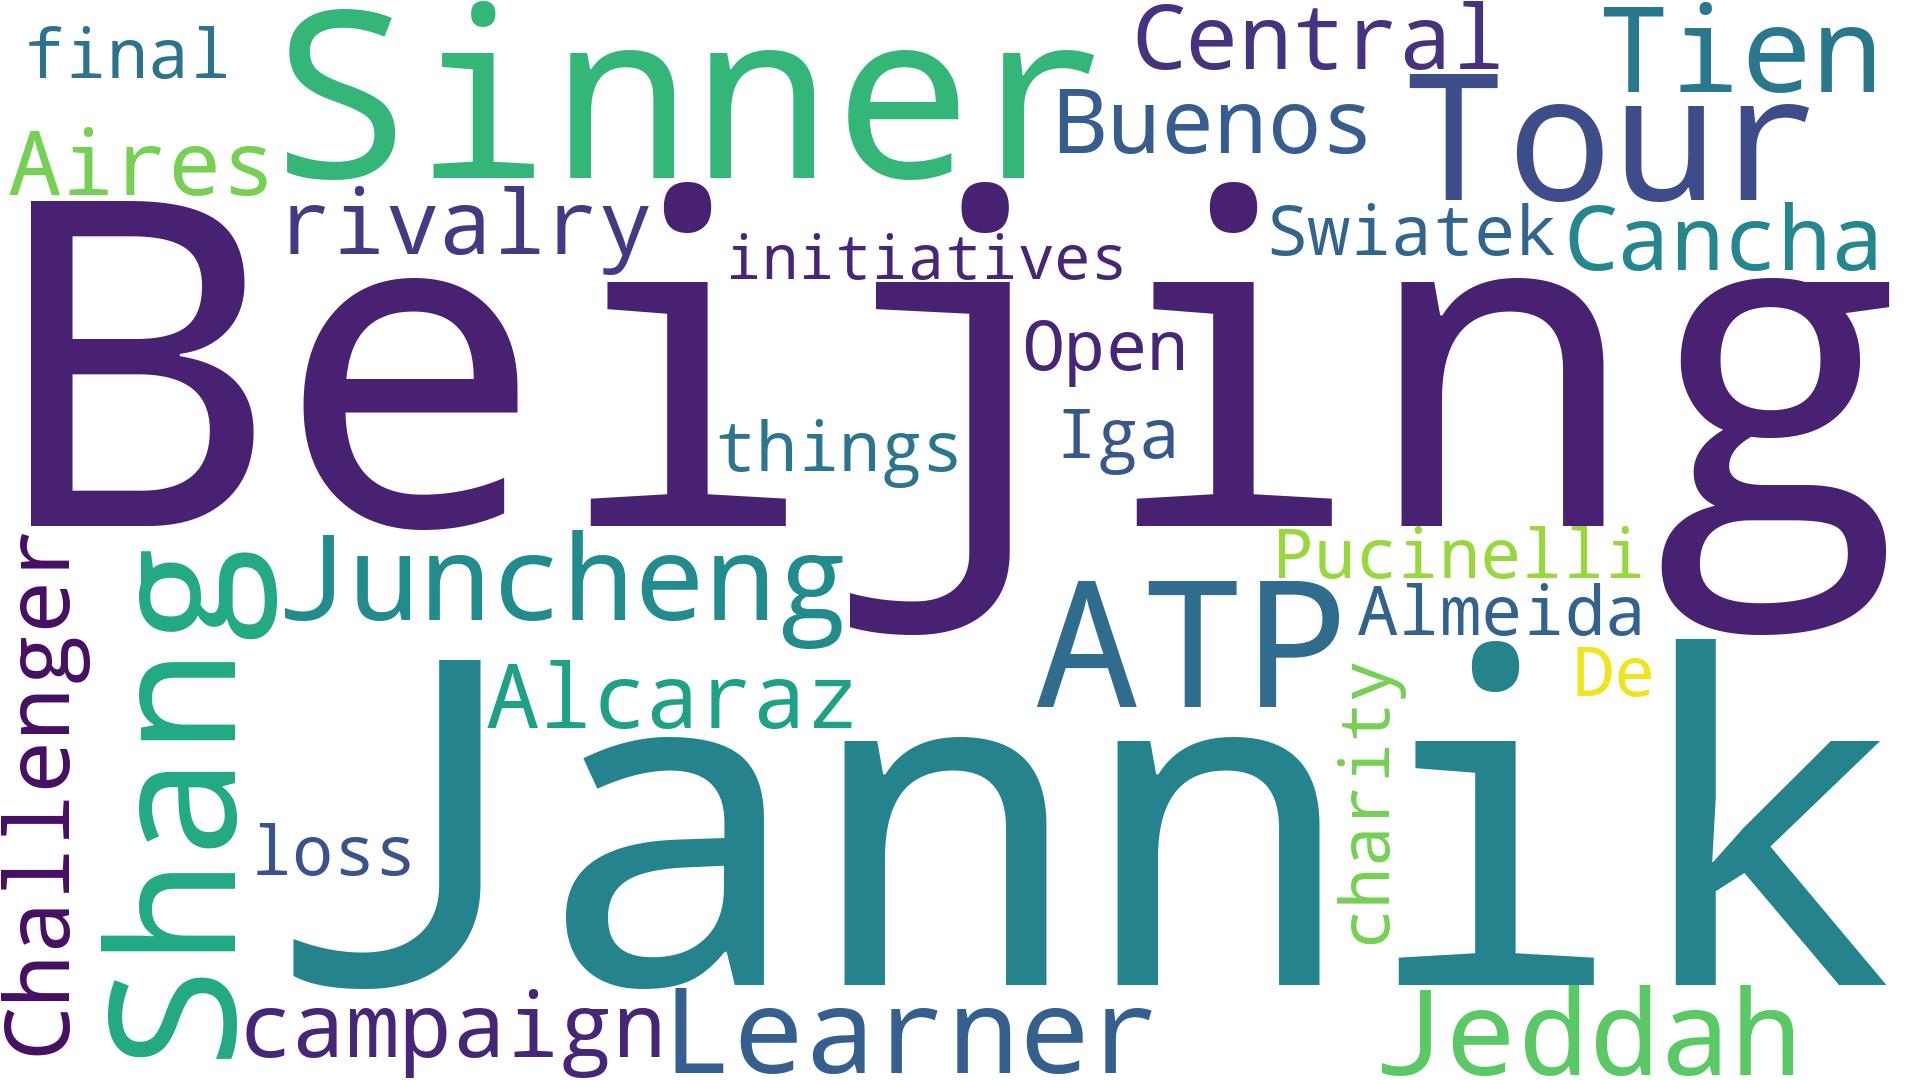 final
Sinner
Central
Tien
Aires
Buenos
Tour
rivalry
initiatives
Swiatek
Cancha
Beijing
Open
things
Iga
Challenger
Shang
Juncheng
Pucinelli
ATP
Almeida
Alcaraz
De
charity
Jannik
loss
campaign
Learner
Jeddah